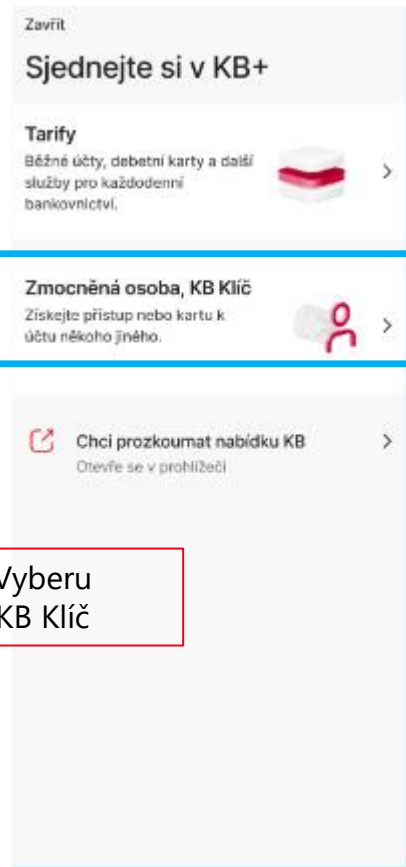 Zavřít
Sjednejte si v KB+
Tarify
Běžné účty, debetní karty a další
služby pro každodenní
bankovnictví.
Zmocněná osoba, KB Klíč
Získejte přístup nebo kartu k
účtu někoho jiného.
Chci prozkoumat nabídku KB
Otevře se v prohlížeči
Vyberu
KB Klíč